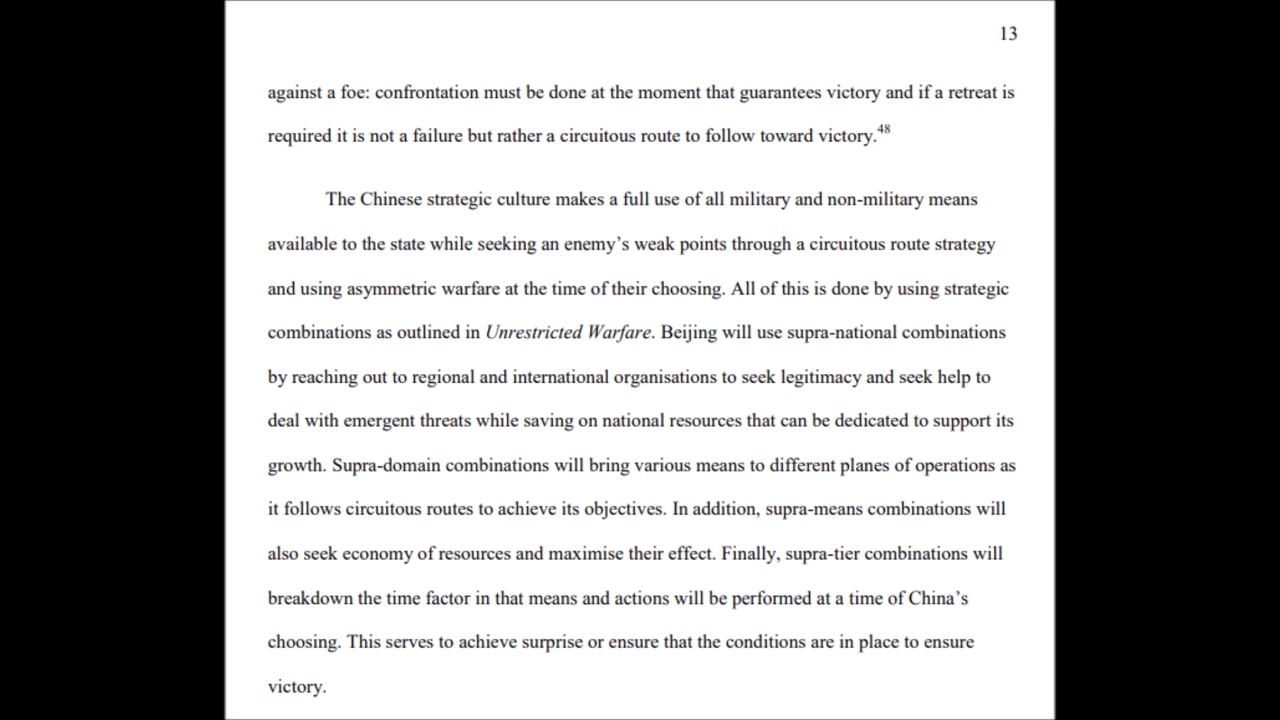 13
against a foe: confrontation must be done at the moment that guarantees victory and if a retreat is
required it is not a failure but rather a circuitous route to follow toward victory.48
The Chinese strategic culture makes a full use of all military and non-military means
available to the state while seeking an enemy’s weak points through a circuitous route strategy
and using asymmetric warfare at the time of their choosing. All of this is done by using strategic
combinations as outlined in Unrestricted Warfare. Beijing will use supra-national combinations
by reaching out to regional and international organisations to seek legitimacy and seek help to
deal with emergent threats while saving on national resources that can be dedicated to support its
growth. Supra-domain combinations will bring various means to different planes of operations as
it follows circuitous routes to achieve its objectives. In addition, supra-means combinations will
also seek economy of resources and maximise their effect. Finally, supra-tier combinations will
breakdown the time factor in that means and actions will be performed at a time of China’s
choosing. This serves to achieve surprise or ensure that the conditions are in place to ensure
victory.